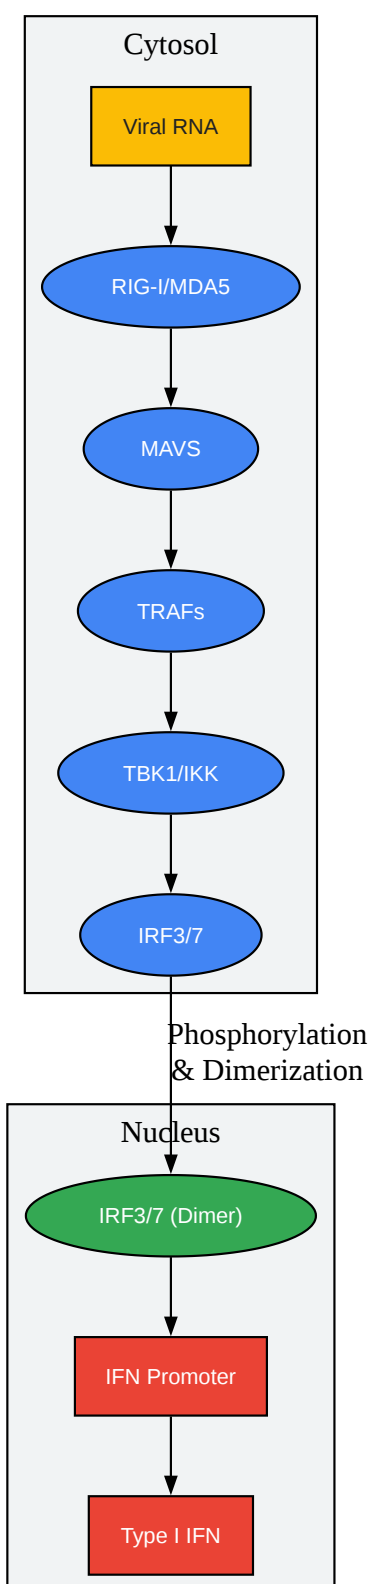 Cytosol
Viral RNA
RIG-I/MDA5
MAVS
TRAFs
TBK1/IKK
IRF3/7
Phosphorylation
& Dimerization
Nucleus
IRF3/7 (Dimer)
IFN Promoter
Type I IFN